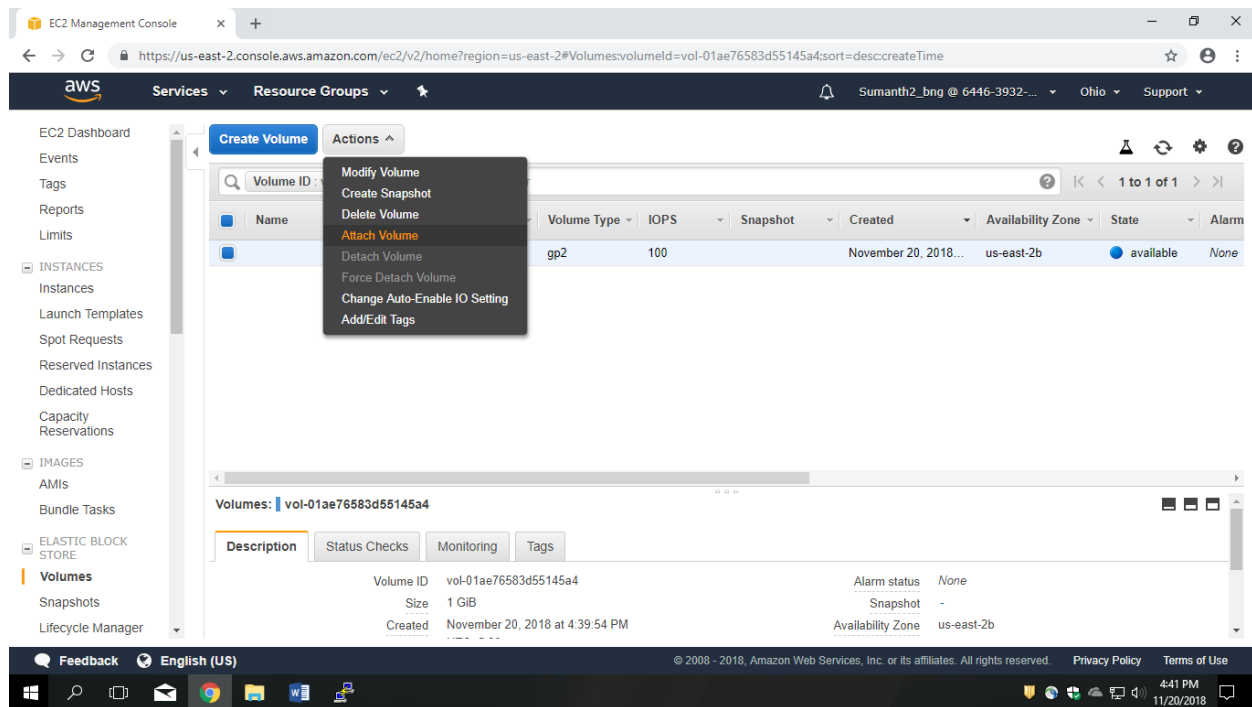 EC2 Management Console
https://us-east-2.console.aws.amazon.com/ec2/v2/home?region=us-east-2#Volumes:volumeId=vol-01ae76583d55145a4;sort=desc:createTime
aws Services Resource Groups Sumanth2_bng @ 6446-3932-... Ohio Support
EC2 Dashboard
Events
Tags
Reports
Limits
INSTANCES
Instances
Launch Templates
Spot Requests
Reserved Instances
Dedicated Hosts
Capacity
Reservations
IMAGES
AMIs
Bundle Tasks
ELASTIC BLOCK
STORE
Volumes
Snapshots
Lifecycle Manager
Create Volume Actions
Modify Volume
Create Snapshot
Delete Volume
Attach Volume
Detach Volume
Force Detach Volume
Change Auto-Enable IO Setting
Add/Edit Tags
Volume ID : 1 to 1 of 1
Name Volume Type IOPS Snapshot Created Availability Zone State Alarm
gp2 100 November 20, 2018... us-east-2b available None
Volumes: vol-01ae76583d55145a4
Description Status Checks Monitoring Tags
Volume ID vol-01ae76583d55145a4 Alarm status None
Size 1 GiB Snapshot -
Created November 20, 2018 at 4:39:54 PM Availability Zone us-east-2b
Feedback English (US) © 2008 - 2018, Amazon Web Services, Inc. or its affiliates. All rights reserved. Privacy Policy Terms of Use
4:41 PM
11/20/2018